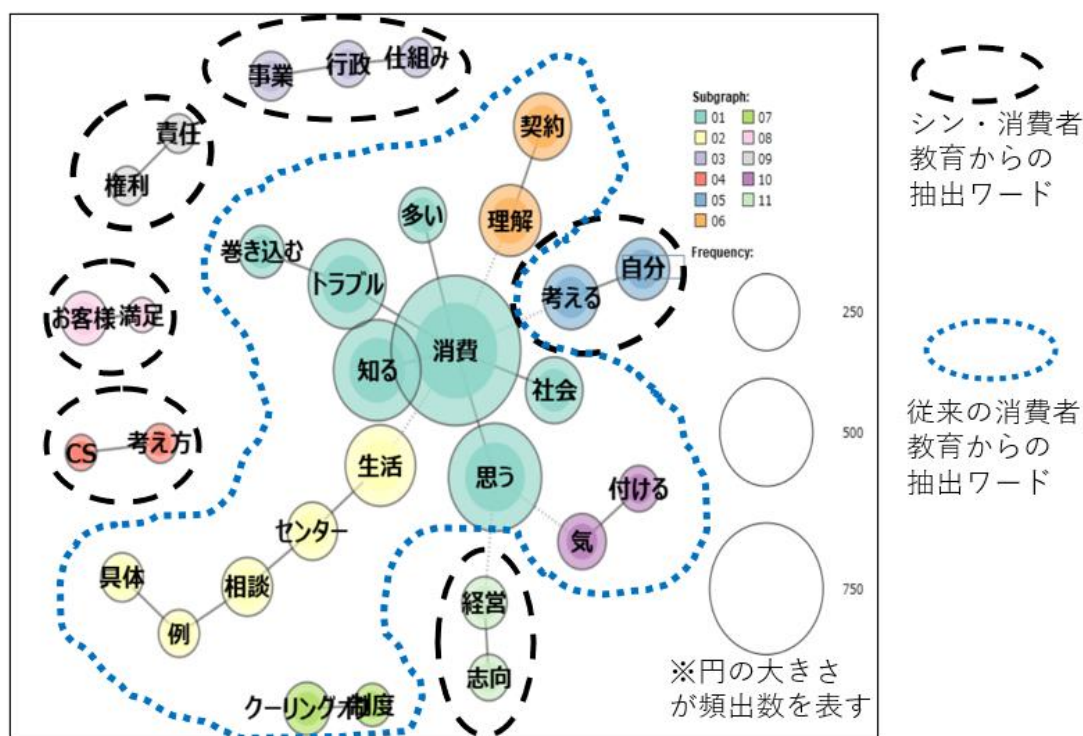 事業
行政
仕組み
責任
権利
契約
理解
多い
巻き込む
トラブル
自分
考える
お客様
満足
消費
知る
社会
CS
考え方
生活
思う
付ける
センター
気
具体
相談
例
経営
志向
クーリングオフ
制度
Subgraph:
01
02
03
04
05
06
07
08
09
10
11
Frequency:
250
500
750
※円の大きさ
が頻出数を表す
シン・消費者
教育からの
抽出ワード
従来の消費者
教育からの
抽出ワード